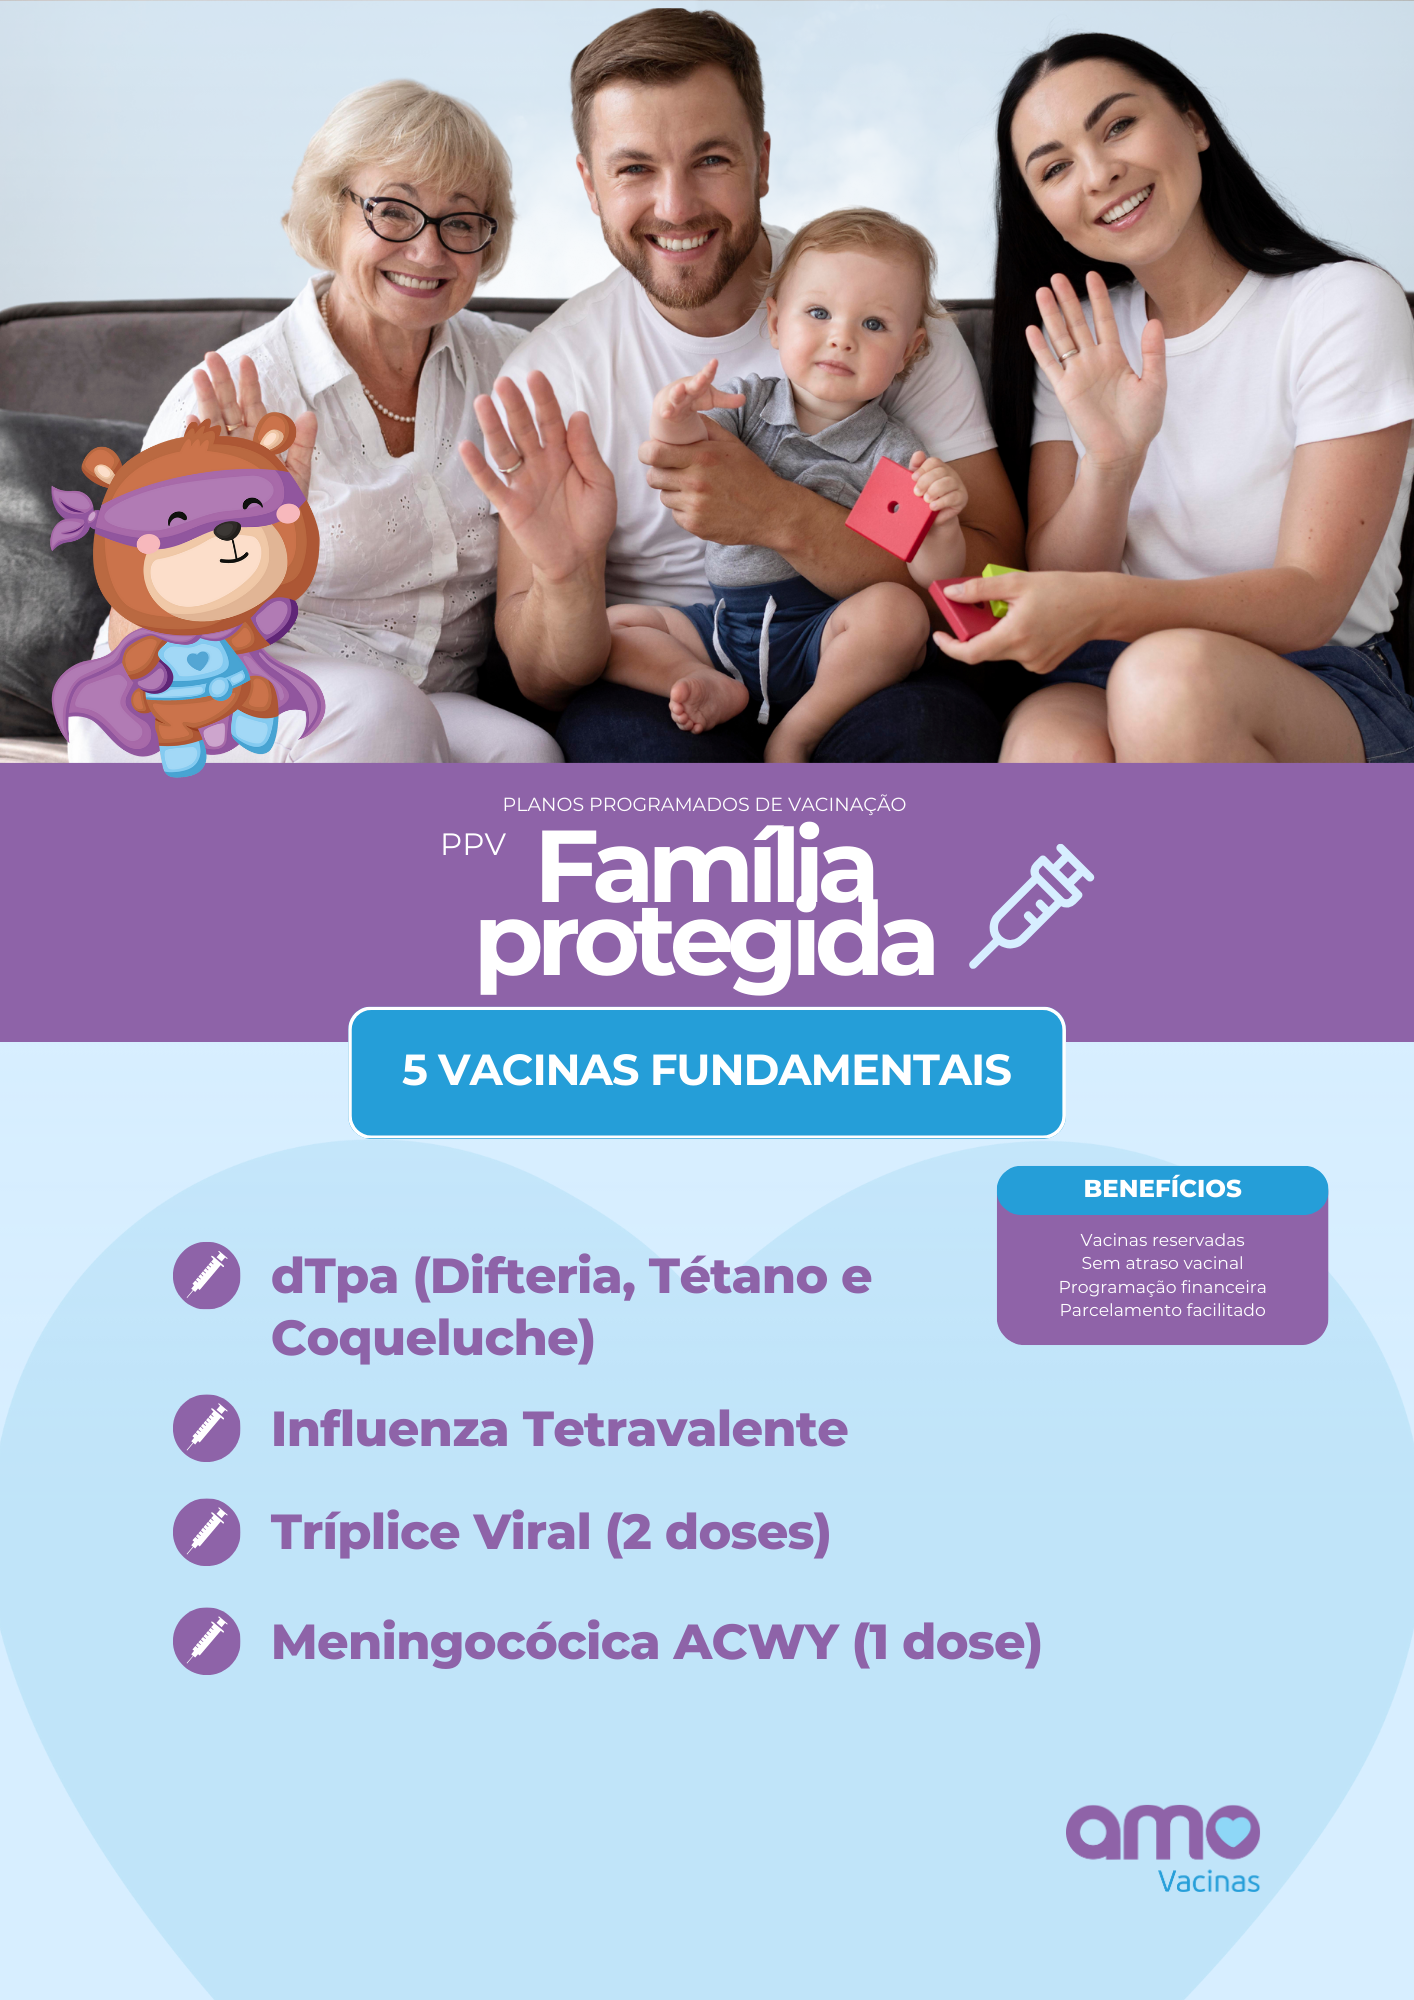 PLANOS PROGRAMADOS DE VACINAÇÃO
PPV
Família
protegida
5 VACINAS FUNDAMENTAIS
BENEFÍCIOS
Vacinas reservadas
Sem atraso vacinal
Programação financeira
Parcelamento facilitado
dTpa (Difteria, Tétano e
Coqueluche)
Influenza Tetravalente
Tríplice Viral (2 doses)
Meningocócica ACWY (1 dose)
amo
Vacinas